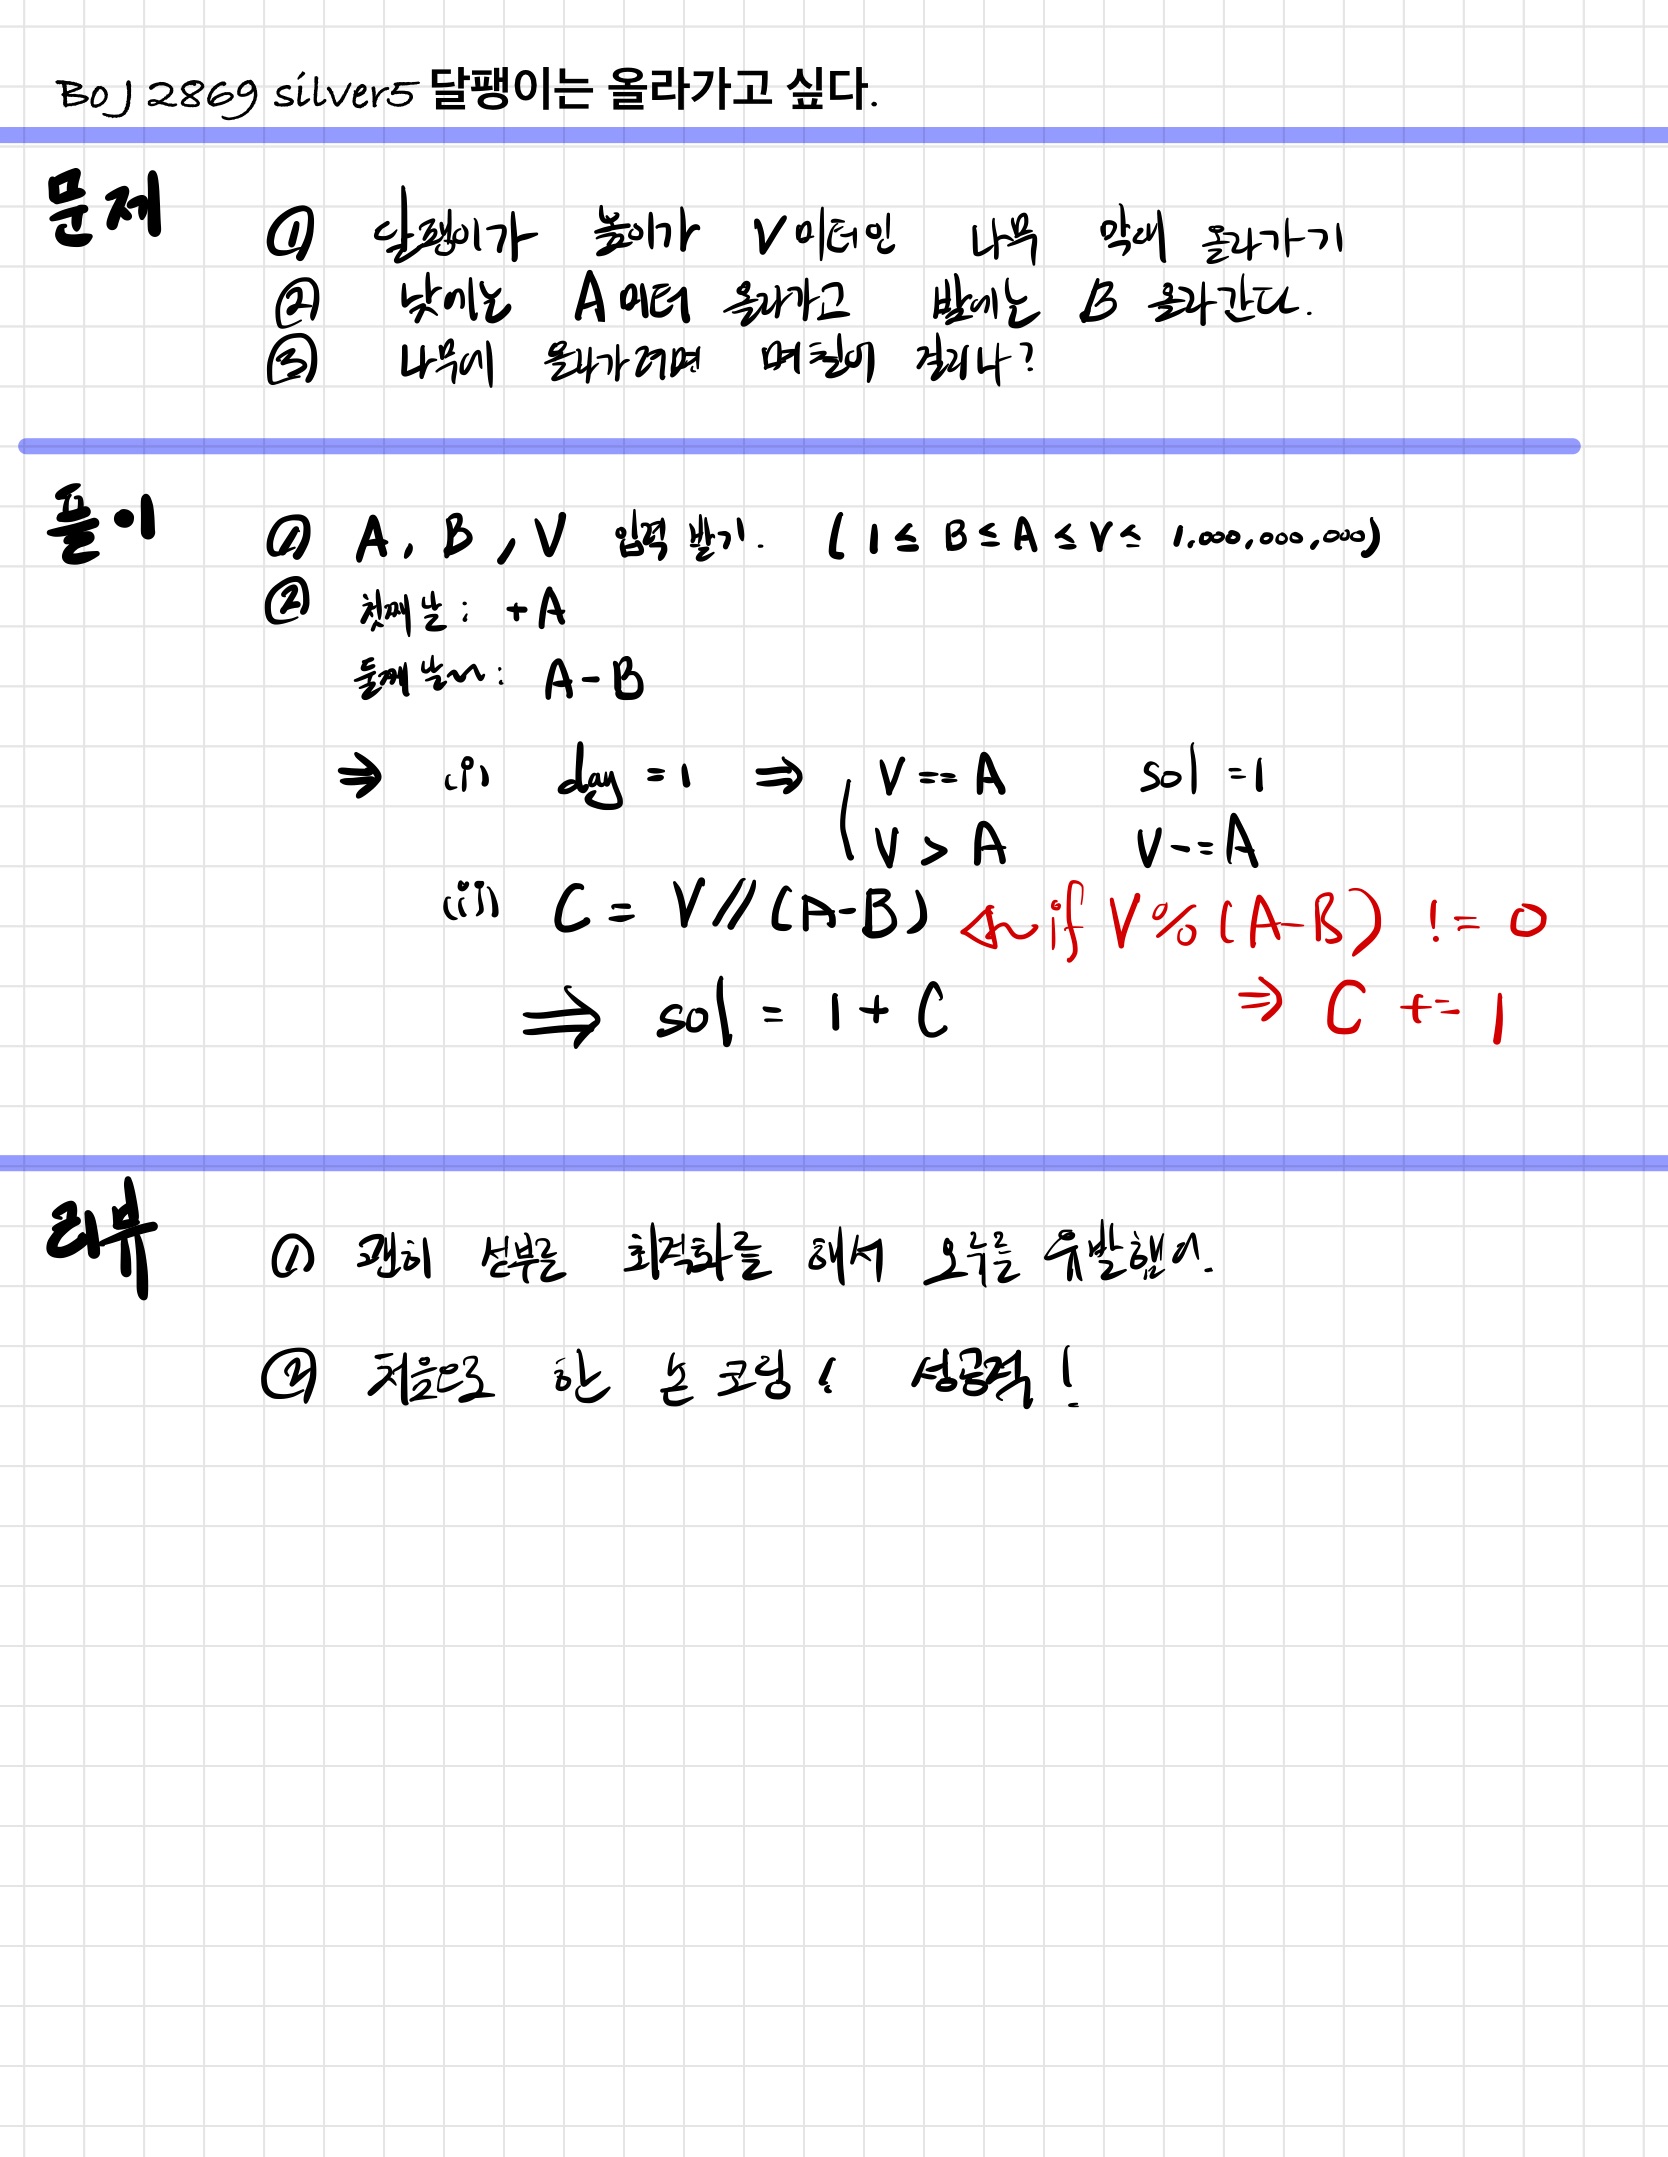 BOJ 2869 silver5 달팽이는 올라가고 싶다.
문제
① 달팽이가 높이가 V미터인 나무 막대 올라가기
② 낮에는 A미터 올라가고 밤에는 B 올라간다.
③ 나무에 올라가려면 며칠이 걸리나?
풀이
① A, B, V 입력 받기. (1 ≤ B ≤ A ≤ V ≤ 1,000,000,000)
② 첫째날: +A
둘째날~: A-B
⇒ (i) day = 1 ⇒ V == A sol = 1
V > A V -= A
(ii) C = V//(A-B) ← if V%(A-B) != 0
⇒ sol = 1 + C ⇒ C += 1
리뷰
① 괜히 섣부른 최적화를 해서 오류를 유발했어.
② 처음으로 한 손코딩! 성공적!